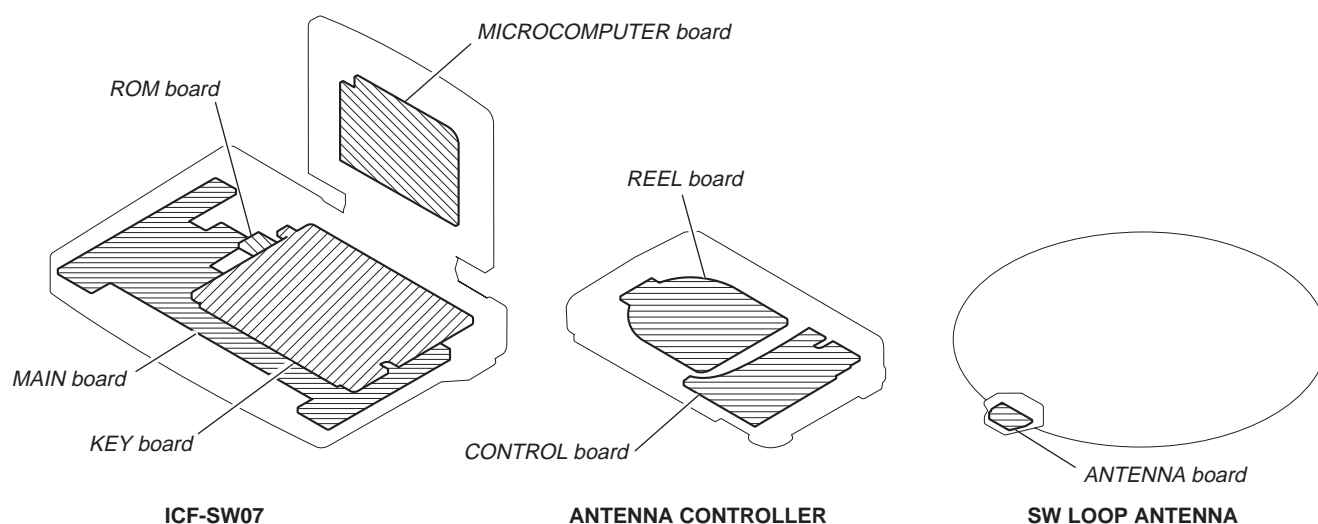 MICROCOMPUTER board
ROM board
REEL board
MAIN board
KEY board
CONTROL board
ANTENNA board
ICF-SW07
ANTENNA CONTROLLER
SW LOOP ANTENNA